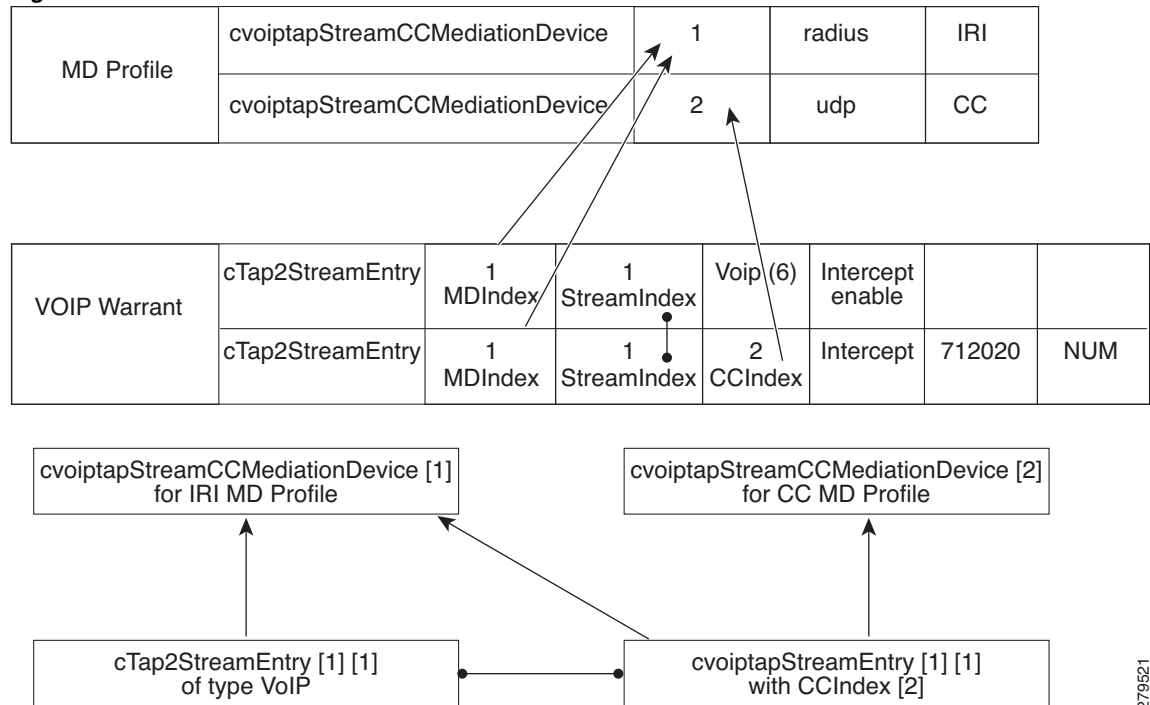 cvoiptapStreamCCMediationDevice 1 radius IRI
MD Profile
cvoiptapStreamCCMediationDevice 2 udp CC
cTap2StreamEntry 1 MDIndex 1 StreamIndex Voip (6) Intercept enable
VOIP Warrant
cTap2StreamEntry 1 MDIndex 1 StreamIndex 2 CCIndex Intercept 712020 NUM
cvoiptapStreamCCMediationDevice [1]
for IRI MD Profile
cvoiptapStreamCCMediationDevice [2]
for CC MD Profile
cTap2StreamEntry [1] [1]
of type VoIP
cvoiptapStreamEntry [1] [1]
with CCIndex [2]
279521